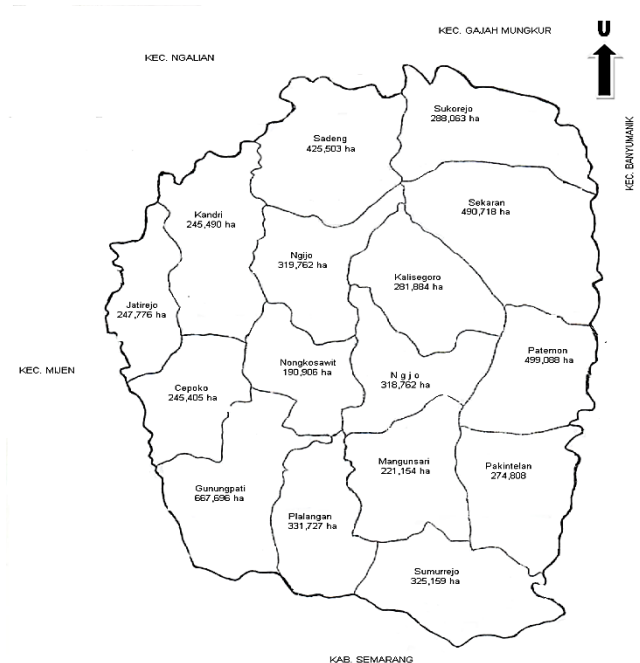 KEC. GAJAH MUNGKUR
U
KEC. NGALIAN
Sukorejo
288,063 ha
Sadeng
425,503 ha
KEC. BANYUMANIK
Sekaran
490,718 ha
Kandri
245,490 ha
Ngijo
319,762 ha
Kalisegoro
281,884 ha
Jatirejo
247,776 ha
Patemon
499,088 ha
Nongkosawit
190,906 ha
N g j o
318,762 ha
KEC. MIJEN
Cepoko
245,405 ha
Mangunsari
221,154 ha
Pakintelan
274,808
Gunungpati
667,696 ha
Plalangan
331,727 ha
Sumurrejo
325,159 ha
KAB. SEMARANG